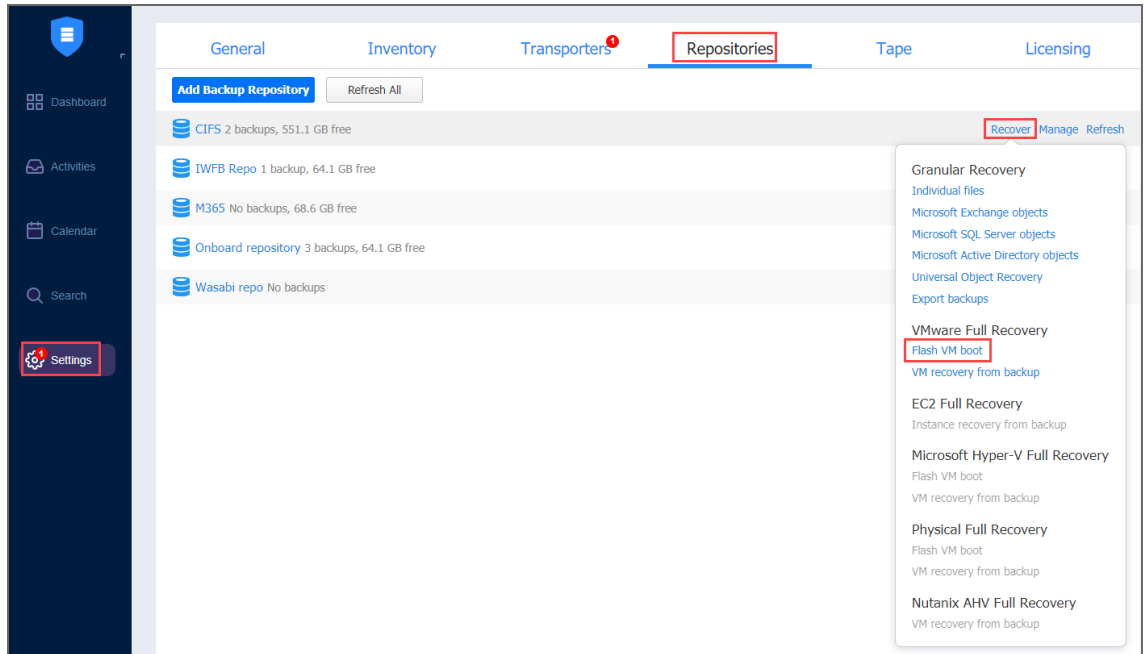 General
Inventory
Transporters
1
Repositories
Tape
Licensing
Dashboard
Activities
Calendar
Search
1
Settings
Add Backup Repository
Refresh All
CIFS 2 backups, 551.1 GB free
Recover Manage Refresh
IWFB Repo 1 backup, 64.1 GB free
M365 No backups, 68.6 GB free
Onboard repository 3 backups, 64.1 GB free
Wasabi repo No backups
Granular Recovery
Individual files
Microsoft Exchange objects
Microsoft SQL Server objects
Microsoft Active Directory objects
Universal Object Recovery
Export backups
VMware Full Recovery
Flash VM boot
VM recovery from backup
EC2 Full Recovery
Instance recovery from backup
Microsoft Hyper-V Full Recovery
Flash VM boot
VM recovery from backup
Physical Full Recovery
Flash VM boot
VM recovery from backup
Nutanix AHV Full Recovery
VM recovery from backup